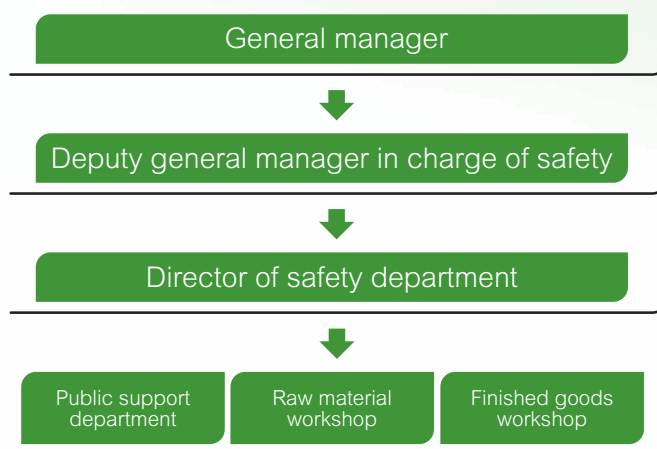 General manager
Deputy general manager in charge of safety
Director of safety department
Public support
department
Raw material
workshop
Finished goods
workshop